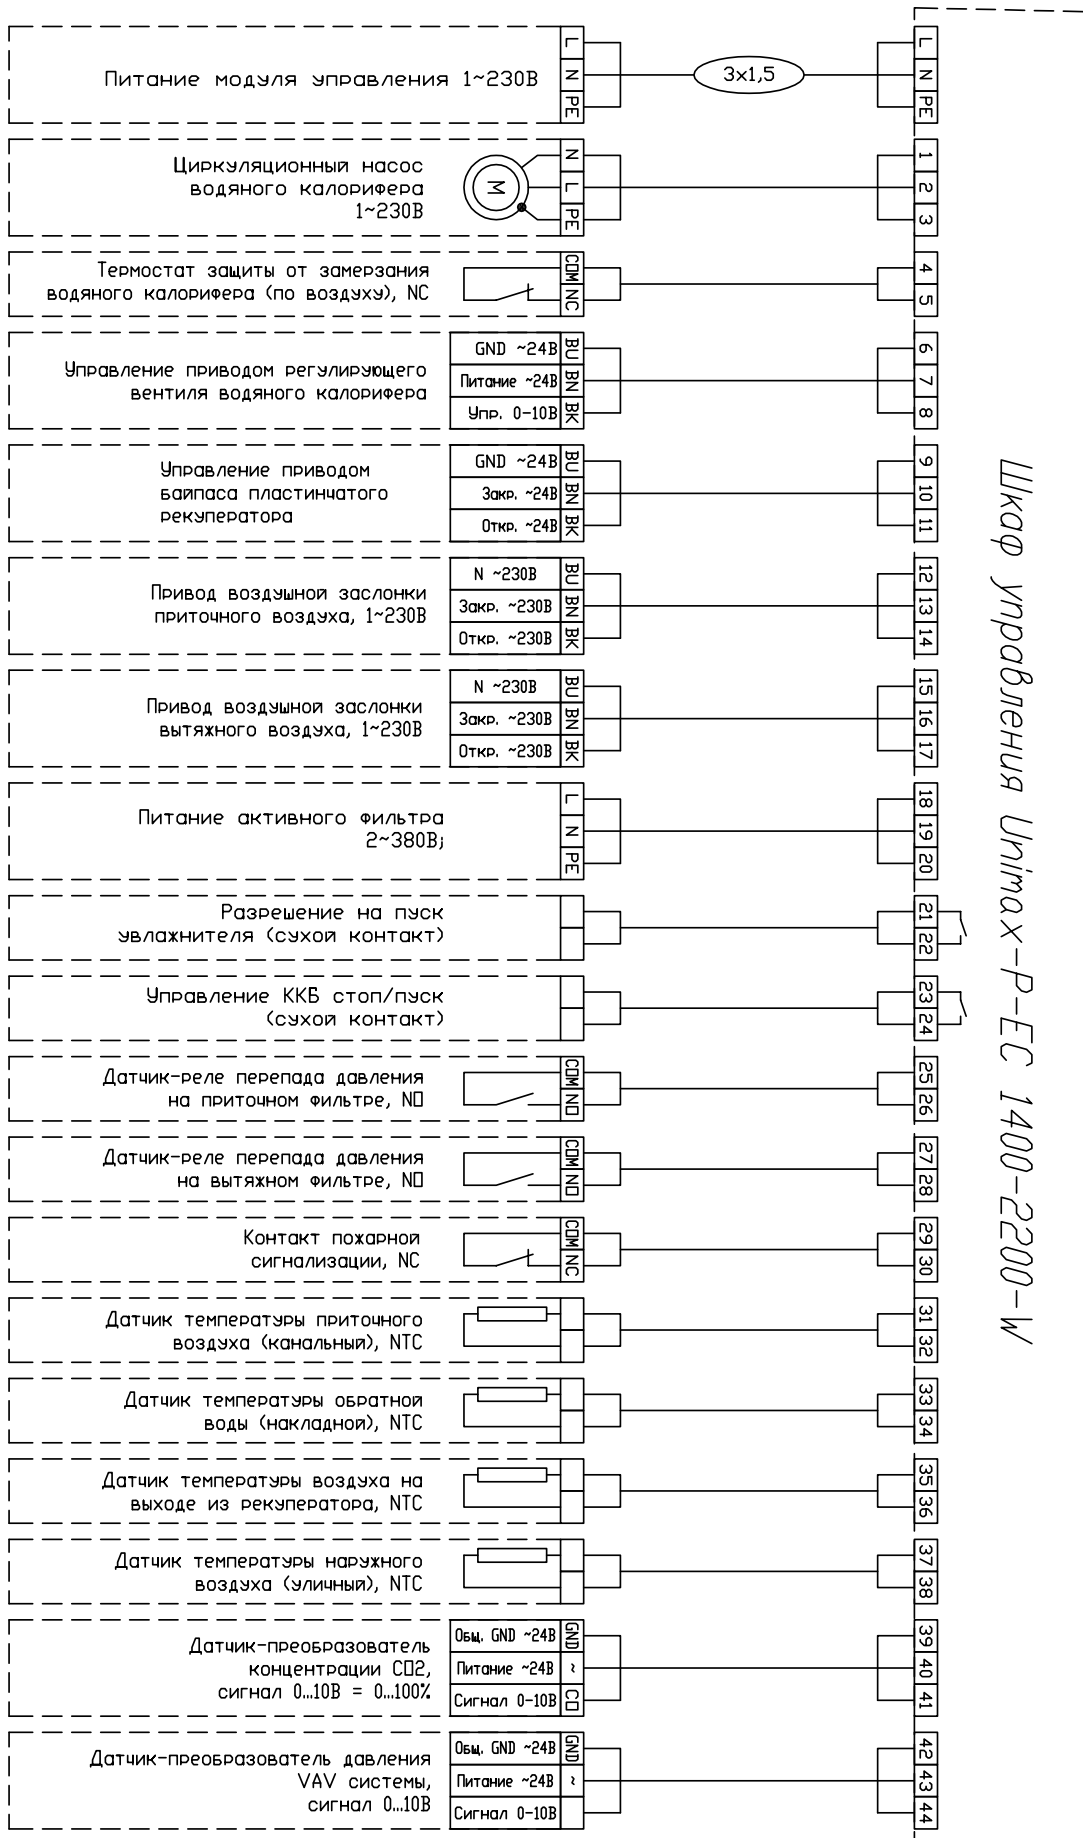 Питание модуля управления 1~230В
L
N
PE
3х1,5
L
N
PE
Циркуляционный насос
водяного калорифера
1~230В
M
N
L
PE
1
2
3
Термостат защиты от замерзания
водяного калорифера (по воздуху), NC
COM
NC
4
5
Управление приводом регулирующего
вентиля водяного калорифера
GND ~24В BU
Питание ~24В BN
Упр. 0-10В BK
6
7
8
Управление приводом
байпаса пластинчатого
рекуператора
GND ~24В BU
Закр. ~24В BN
Откр. ~24В BK
9
10
11
Привод воздушной заслонки
приточного воздуха, 1~230В
N ~230В BU
Закр. ~230В BN
Откр. ~230В BK
12
13
14
Привод воздушной заслонки
вытяжного воздуха, 1~230В
N ~230В BU
Закр. ~230В BN
Откр. ~230В BK
15
16
17
Питание активного фильтра
2~380В;
L
N
PE
18
19
20
Разрешение на пуск
увлажнителя (сухой контакт)
21
22
Управление ККБ стоп/пуск
(сухой контакт)
23
24
Датчик-реле перепада давления
на приточном фильтре, NO
COM
NO
25
26
Датчик-реле перепада давления
на вытяжном фильтре, NO
COM
NO
27
28
Контакт пожарной
сигнализации, NC
COM
NC
29
30
Датчик температуры приточного
воздуха (канальный), NTC
31
32
Датчик температуры обратной
воды (накладной), NTC
33
34
Датчик температуры воздуха на
выходе из рекуператора, NTC
35
36
Датчик температуры наружного
воздуха (уличный), NTC
37
38
Датчик-преобразователь
концентрации CO2,
сигнал 0...10В = 0...100%
Общ. GND ~24В GND
Питание ~24В ~
Сигнал 0-10В CO
39
40
41
Датчик-преобразователь давления
VAV системы,
сигнал 0...10В
Общ. GND ~24В GND
Питание ~24В ~
Сигнал 0-10В
42
43
44
Шкаф управления Unimax-P-EC 1400-2200-W